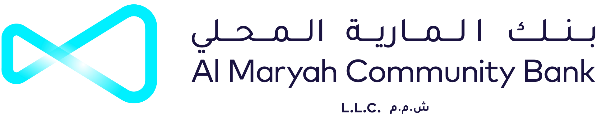 بنك المارية المحلي
Al Maryah Community Bank
L.L.C. ش.م.م